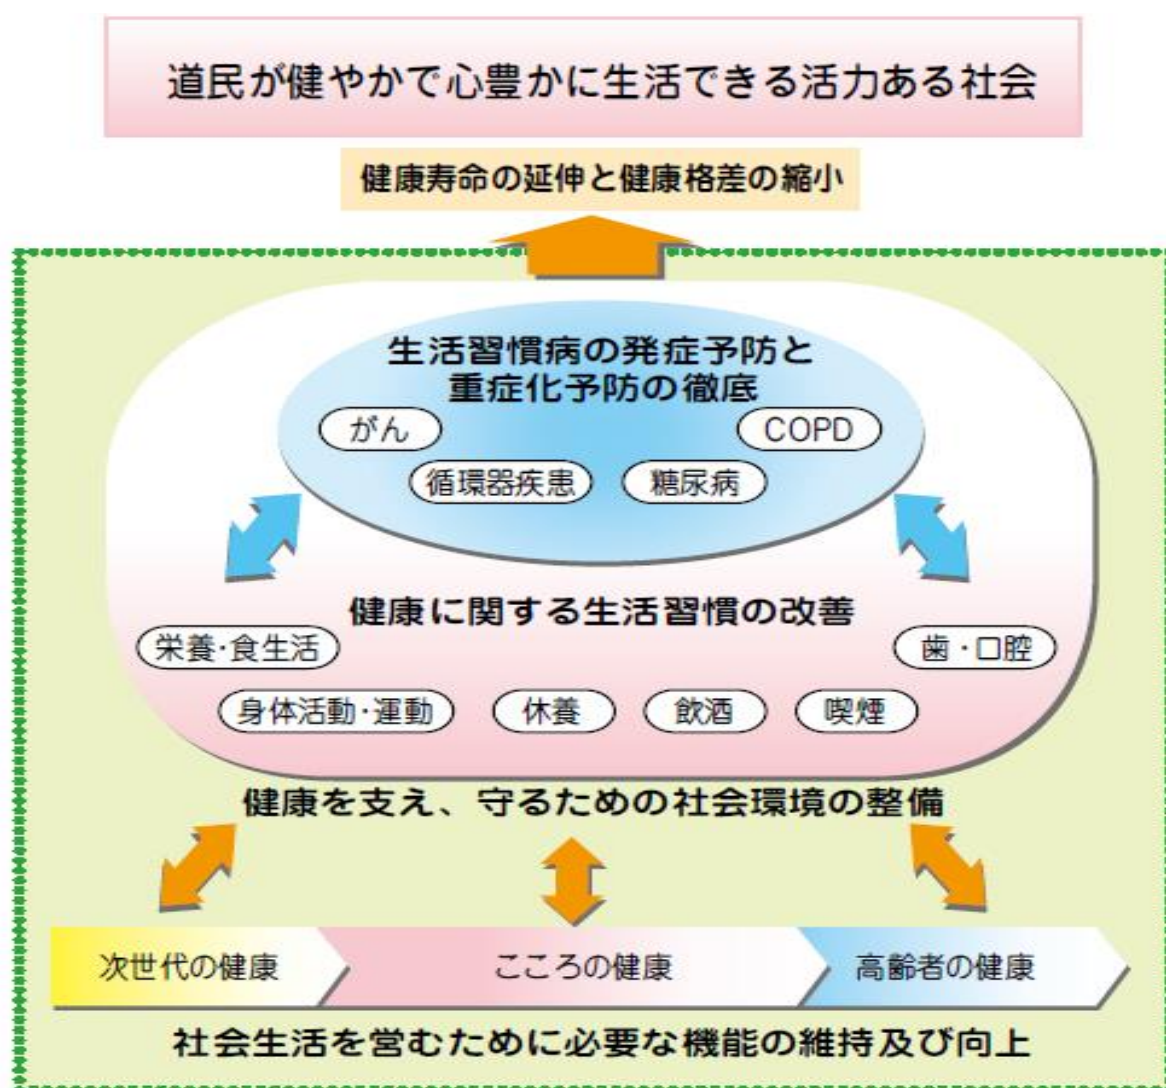 道民が健やかで心豊かに生活できる活力ある社会
健康寿命の延伸と健康格差の縮小
生活習慣病の発症予防と
重症化予防の徹底
がん
COPD
循環器疾患
糖尿病
健康に関する生活習慣の改善
栄養・食生活
歯・口腔
身体活動・運動
休養
飲酒
喫煙
健康を支え、守るための社会環境の整備
次世代の健康
こころの健康
高齢者の健康
社会生活を営むために必要な機能の維持及び向上